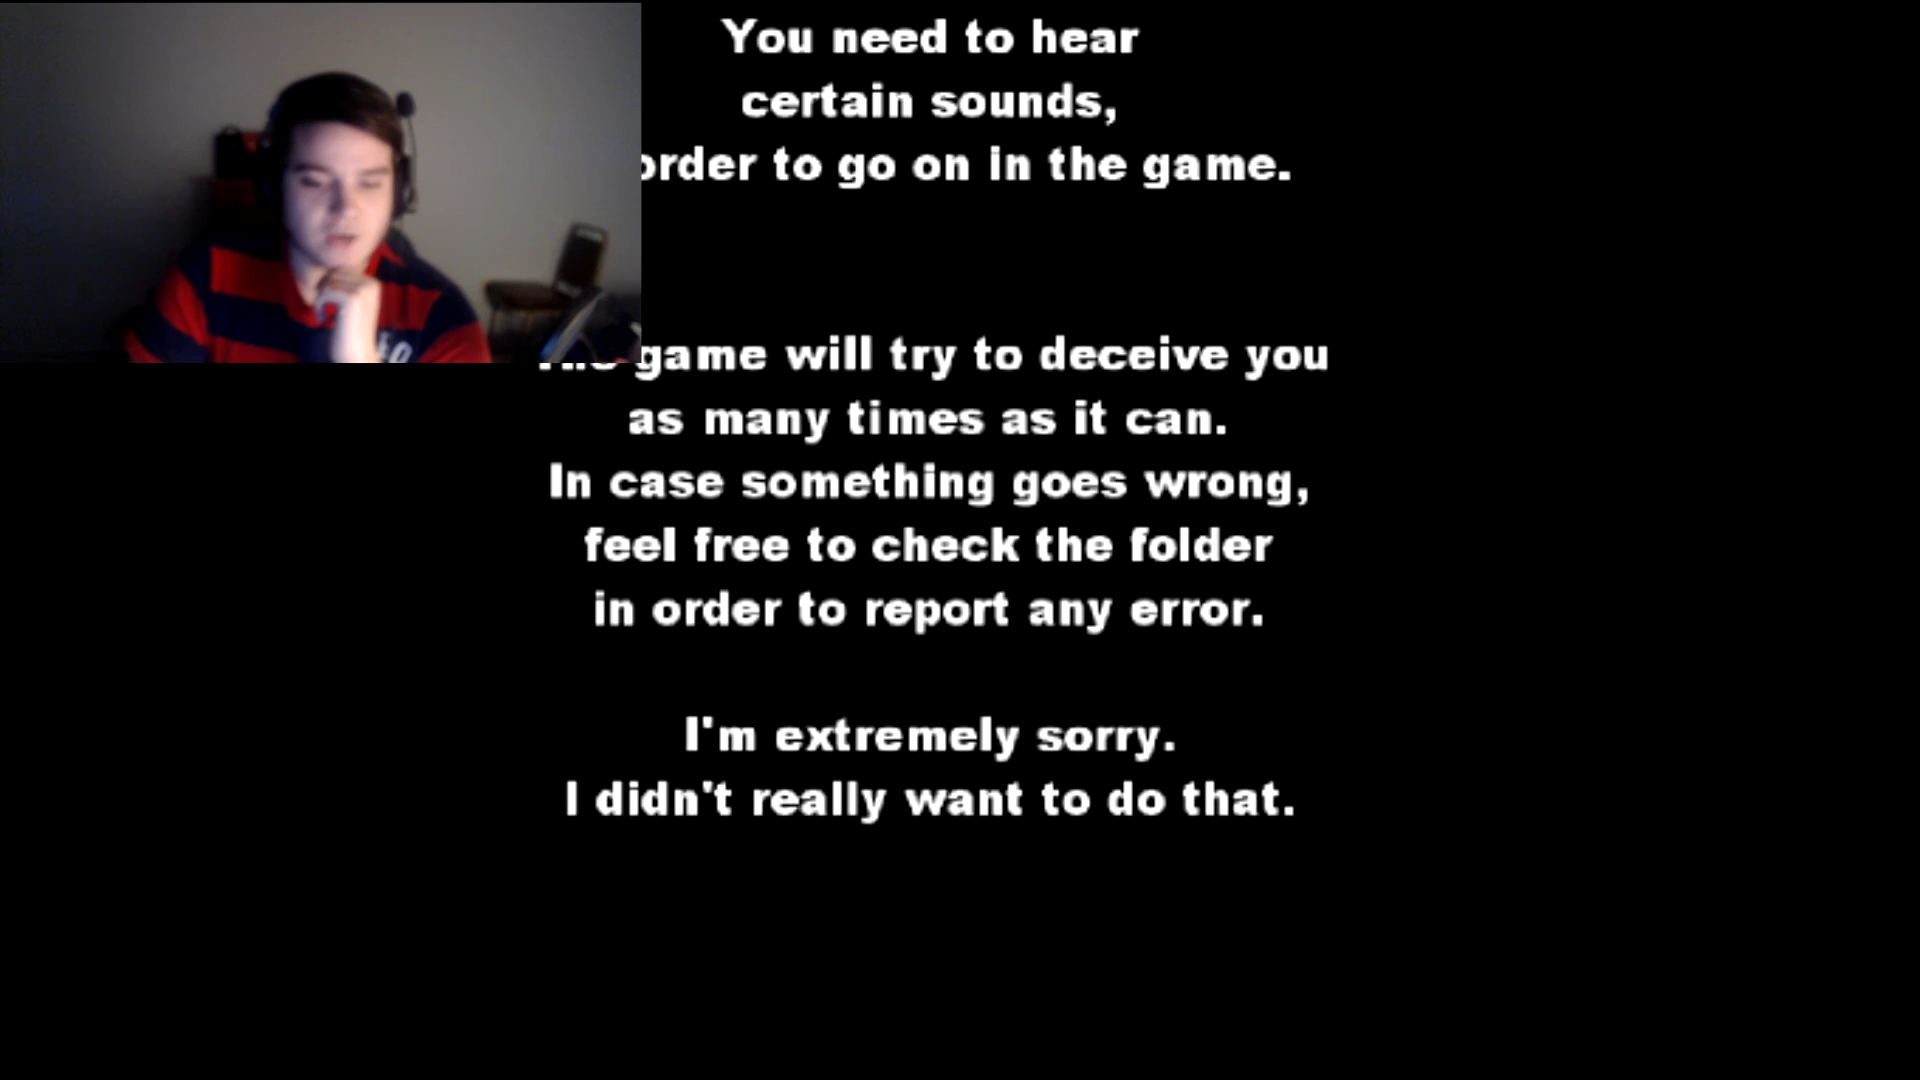 You need to hear
certain sounds,
order to go on in the game.
game will try to deceive you
as many times as it can.
In case something goes wrong,
feel free to check the folder
in order to report any error.
I'm extremely sorry.
I didn't really want to do that.